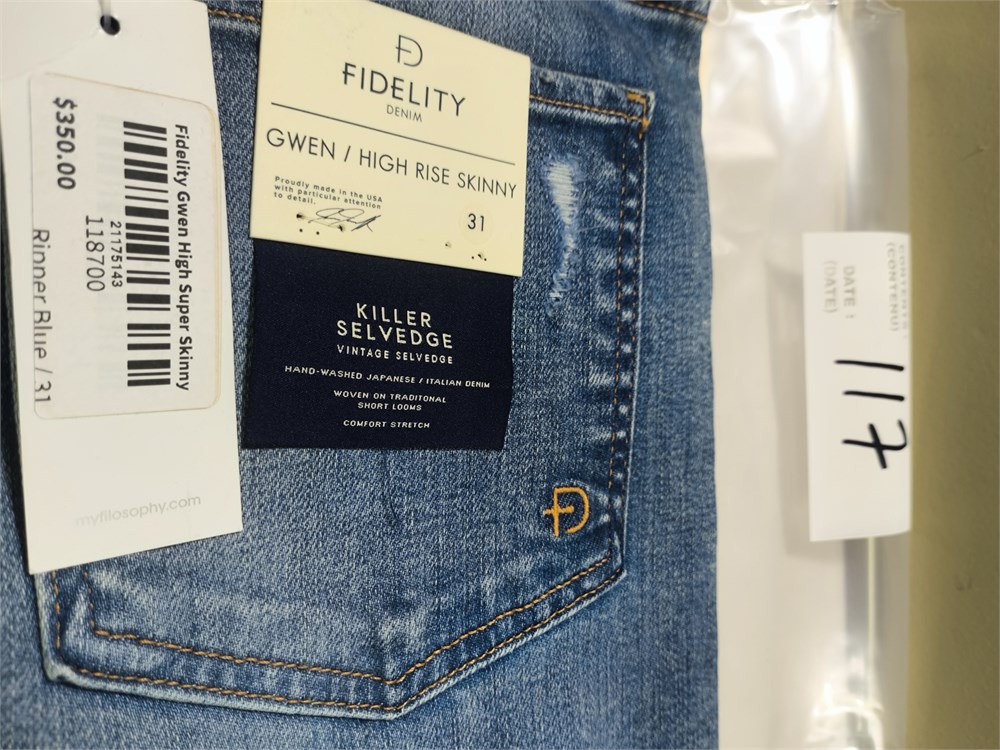 Fidelity Gwen High Super Skinny
21175143
118700
$350.00
Ripper Blue / 31
myfilosophy.com
FIDELITY
DENIM
GWEN / HIGH RISE SKINNY
Proudly made in the USA
with particular attention
to detail.
31
KILLER
SELVEDGE
VINTAGE SELVEDGE
HAND-WASHED JAPANESE / ITALIAN DENIM
WOVEN ON TRADITONAL
SHORT LOOMS
COMFORT STRETCH
CONTENTS
(CONTENU)
DATE :
(DATE)
117